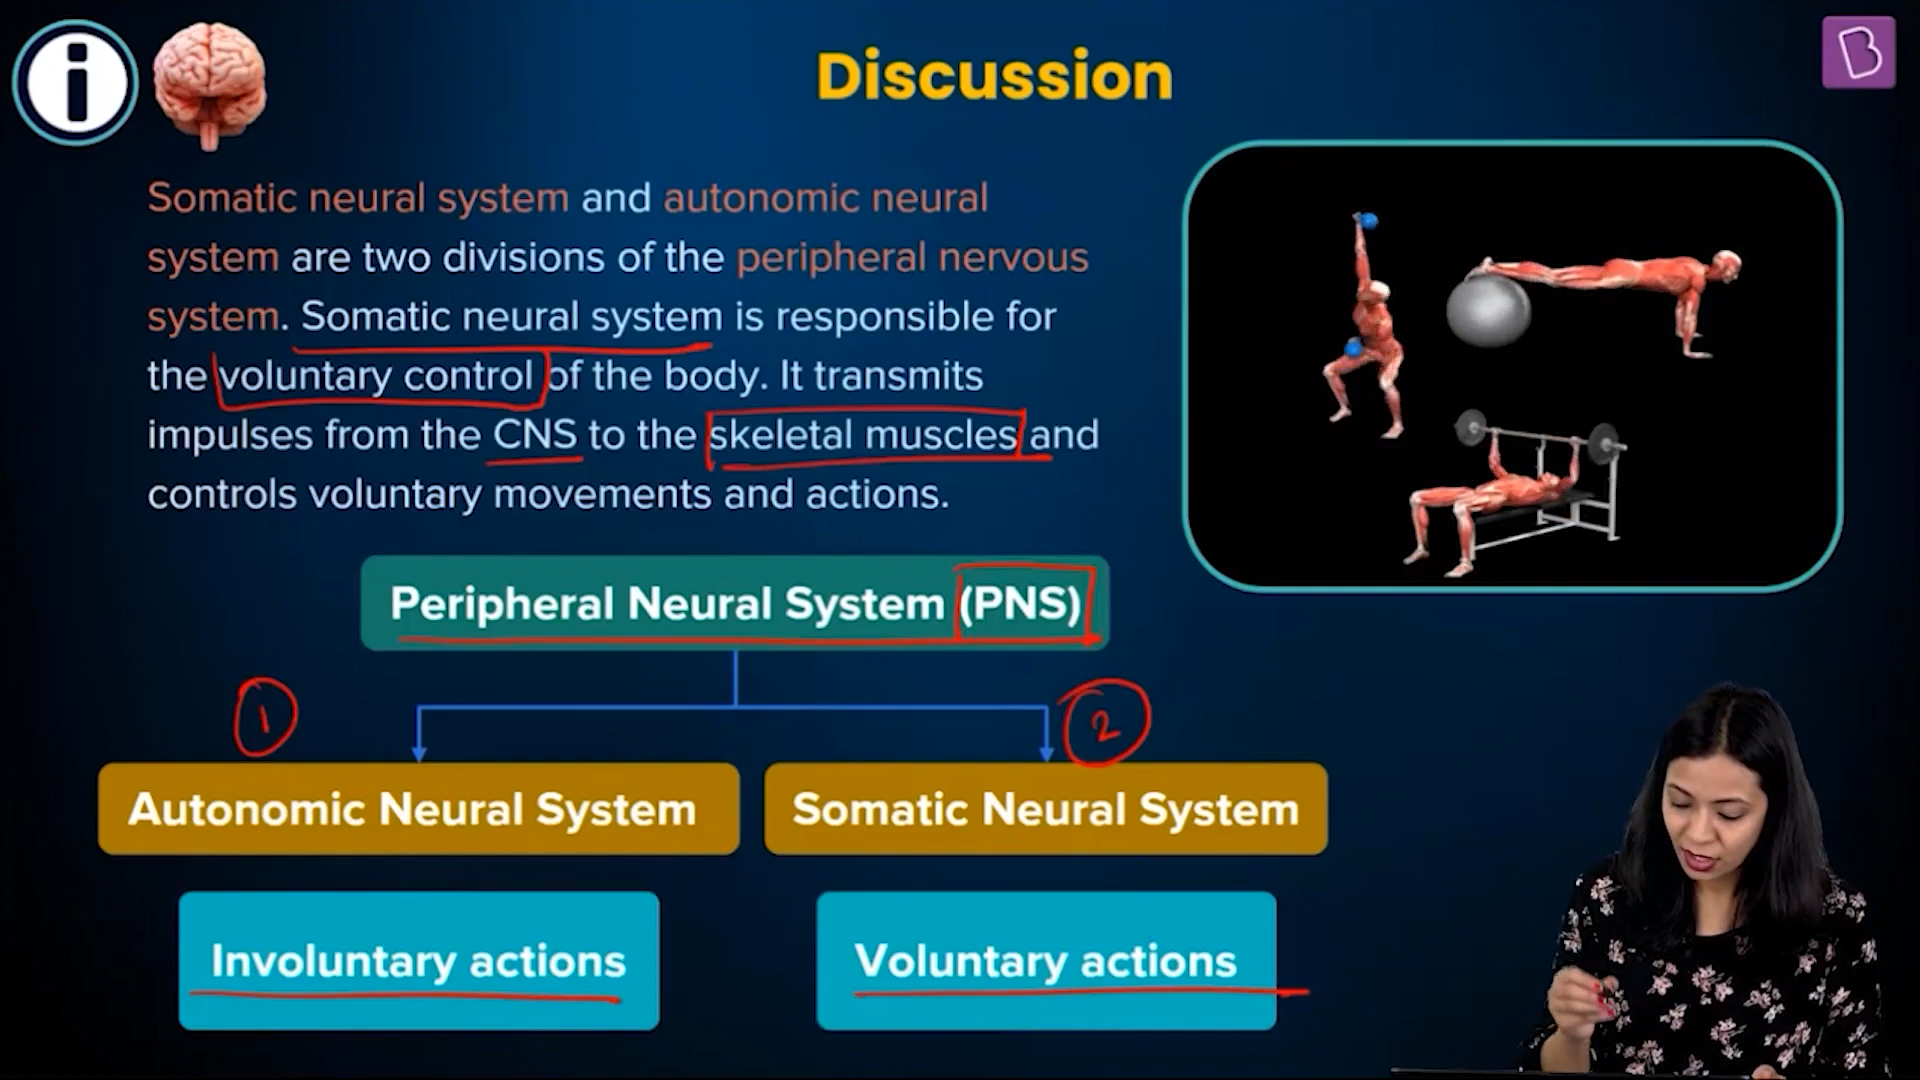 Discussion
Somatic neural system and autonomic neural
system are two divisions of the peripheral nervous
system. Somatic neural system is responsible for
the voluntary control of the body. It transmits
impulses from the CNS to the skeletal muscles and
controls voluntary movements and actions.
Peripheral Neural System (PNS)
1
2
Autonomic Neural System
Somatic Neural System
Involuntary actions
Voluntary actions